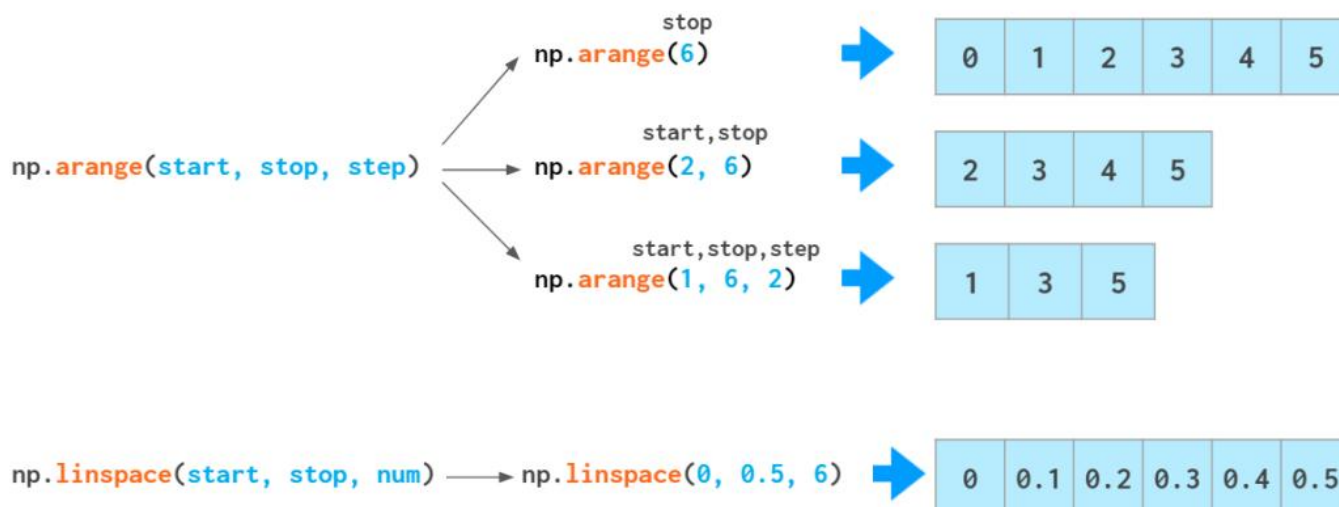 stop
np.arange(6)
0 1 2 3 4 5
start,stop
np.arange(start, stop, step)
np.arange(2, 6)
2 3 4 5
start,stop,step
np.arange(1, 6, 2)
1 3 5
np.linspace(start, stop, num)
np.linspace(0, 0.5, 6)
0 0.1 0.2 0.3 0.4 0.5